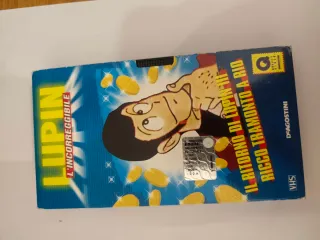 LUPIN
L'INCORREGGIBILE
IL RITORNO DI LUPIN III
RICCO TRAMONTO A RIO
DeAGOSTINI
VHS